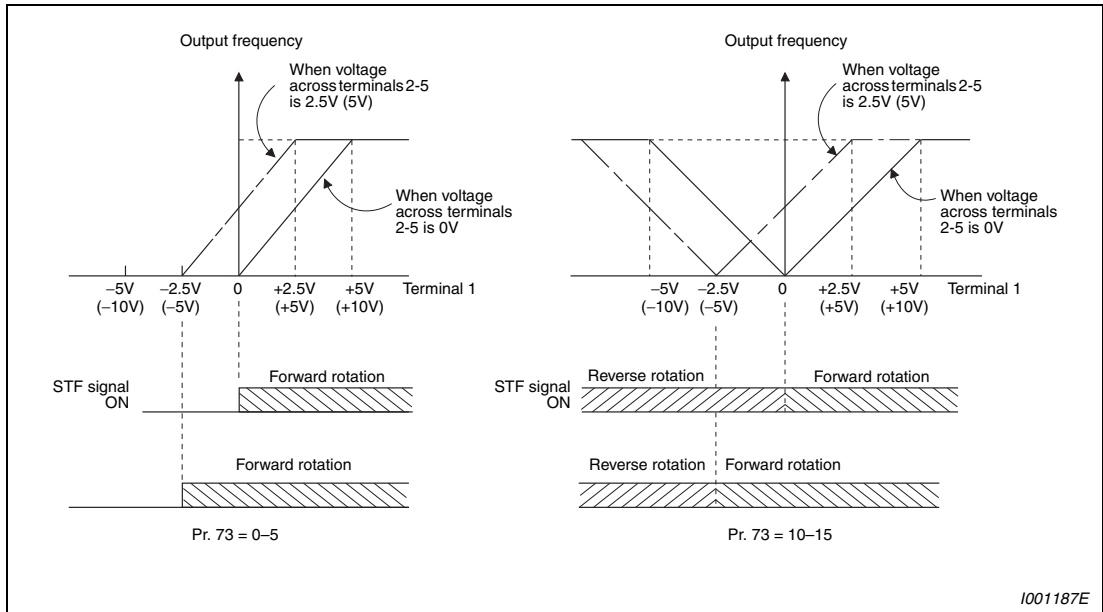 Output frequency
When voltage
across terminals 2-5
is 2.5V (5V)
When voltage
across terminals
2-5 is 0V
−5V
(−10V)
−2.5V
(−5V)
0
+2.5V
(+5V)
+5V
(+10V)
Terminal 1
STF signal
ON
Forward rotation
Forward rotation
Pr. 73 = 0–5
Output frequency
When voltage
across terminals 2-5
is 2.5V (5V)
When voltage
across terminals
2-5 is 0V
−5V
(−10V)
−2.5V
(−5V)
0
+2.5V
(+5V)
+5V
(+10V)
Terminal 1
STF signal
ON
Reverse rotation
Forward rotation
Reverse rotation
Forward rotation
Pr. 73 = 10–15
I001187E